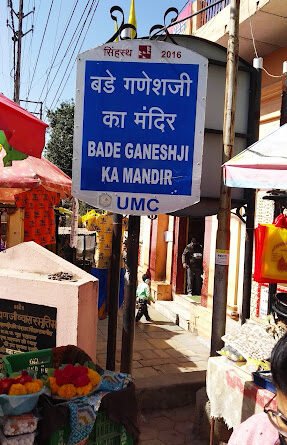 सिंहस्थ 2016
बडे गणेशजी
का मंदिर
BADE GANESHJI
KA MANDIR
UMC